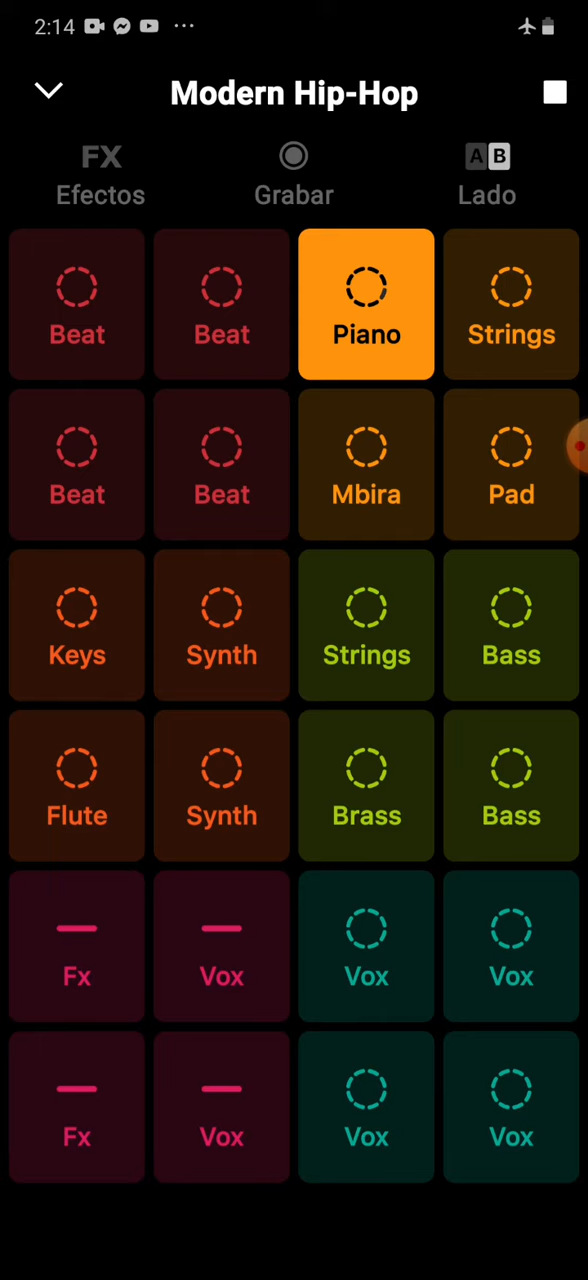 2:14
Modern Hip-Hop
FX A B
Efectos Grabar Lado
Beat Beat Piano Strings
Beat Beat Mbira Pad
Keys Synth Strings Bass
Flute Synth Brass Bass
Fx Vox Vox Vox
Fx Vox Vox Vox